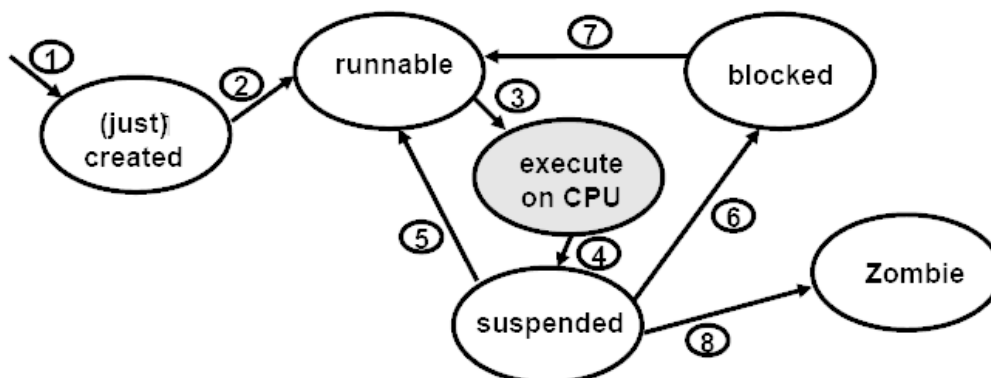 1
2
runnable
7
blocked
3
(just)
created
execute
on CPU
5
4
6
suspended
Zombie
8